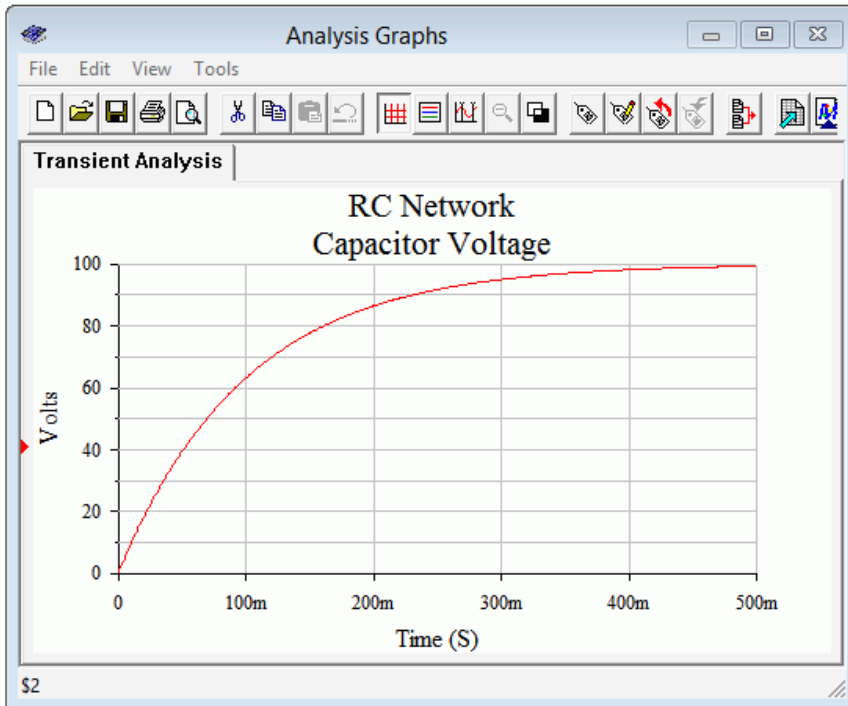 Analysis Graphs
File Edit View Tools
Transient Analysis
RC Network
Capacitor Voltage
100
80
60
40
20
0
Volts
0 100m 200m 300m 400m 500m
Time (S)
$2